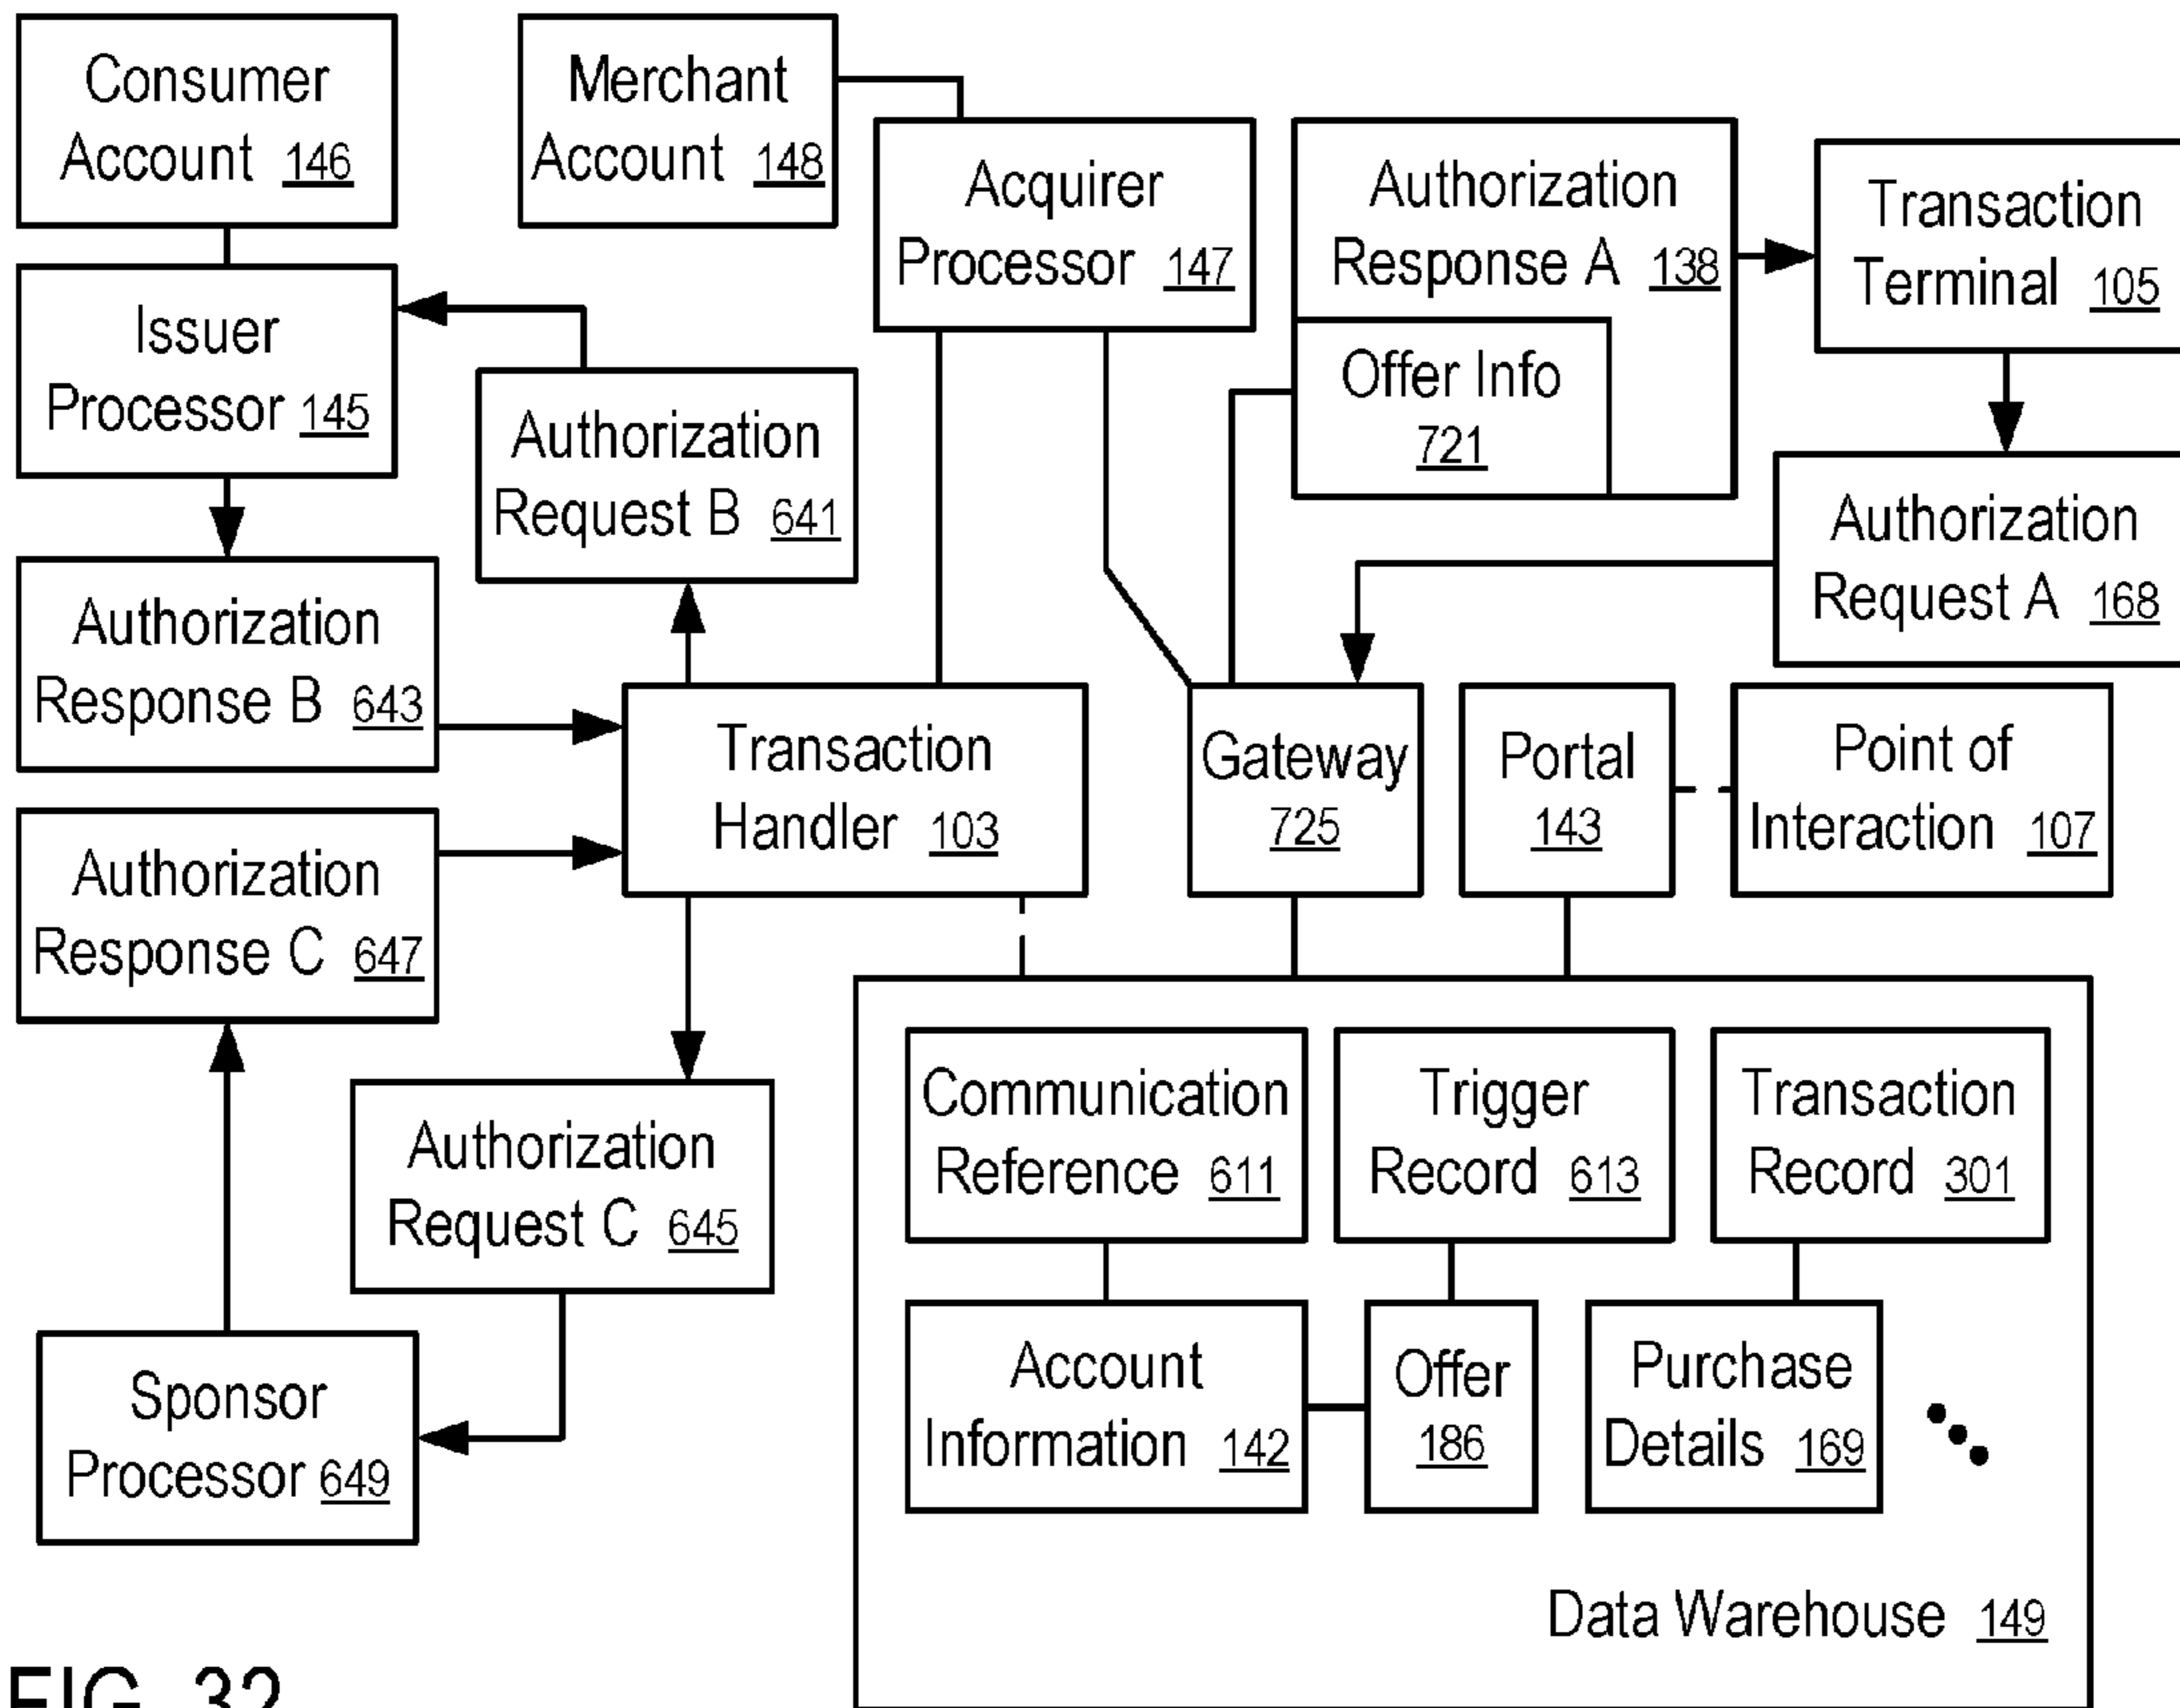 Consumer
Account 146
Merchant
Account 148
Acquirer
Processor 147
Authorization
Response A 138
Offer Info
721
Transaction
Terminal 105
Issuer
Processor 145
Authorization
Request B 641
Authorization
Request A 168
Authorization
Response B 643
Transaction
Handler 103
Gateway
725
Portal
143
Point of
Interaction 107
Authorization
Response C 647
Authorization
Request C 645
Sponsor
Processor 649
Communication
Reference 611
Trigger
Record 613
Transaction
Record 301
Account
Information 142
Offer
186
Purchase
Details 169
Data Warehouse 149
FIG. 32